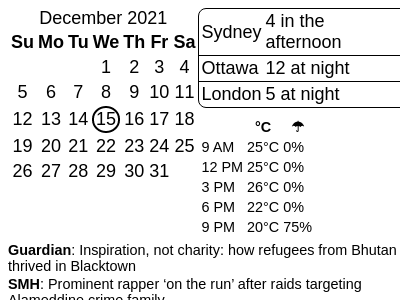 December 2021
Su Mo Tu We Th Fr Sa
1 2 3 4
5 6 7 8 9 10 11
12 13 14 15 16 17 18
19 20 21 22 23 24 25
26 27 28 29 30 31
Sydney 4 in the
afternoon
Ottawa 12 at night
London 5 at night
°C ☂
9 AM 25°C 0%
12 PM 25°C 0%
3 PM 26°C 0%
6 PM 22°C 0%
9 PM 20°C 75%
Guardian: Inspiration, not charity: how refugees from Bhutan
thrived in Blacktown
SMH: Prominent rapper ‘on the run’ after raids targeting
Alameddine crime family